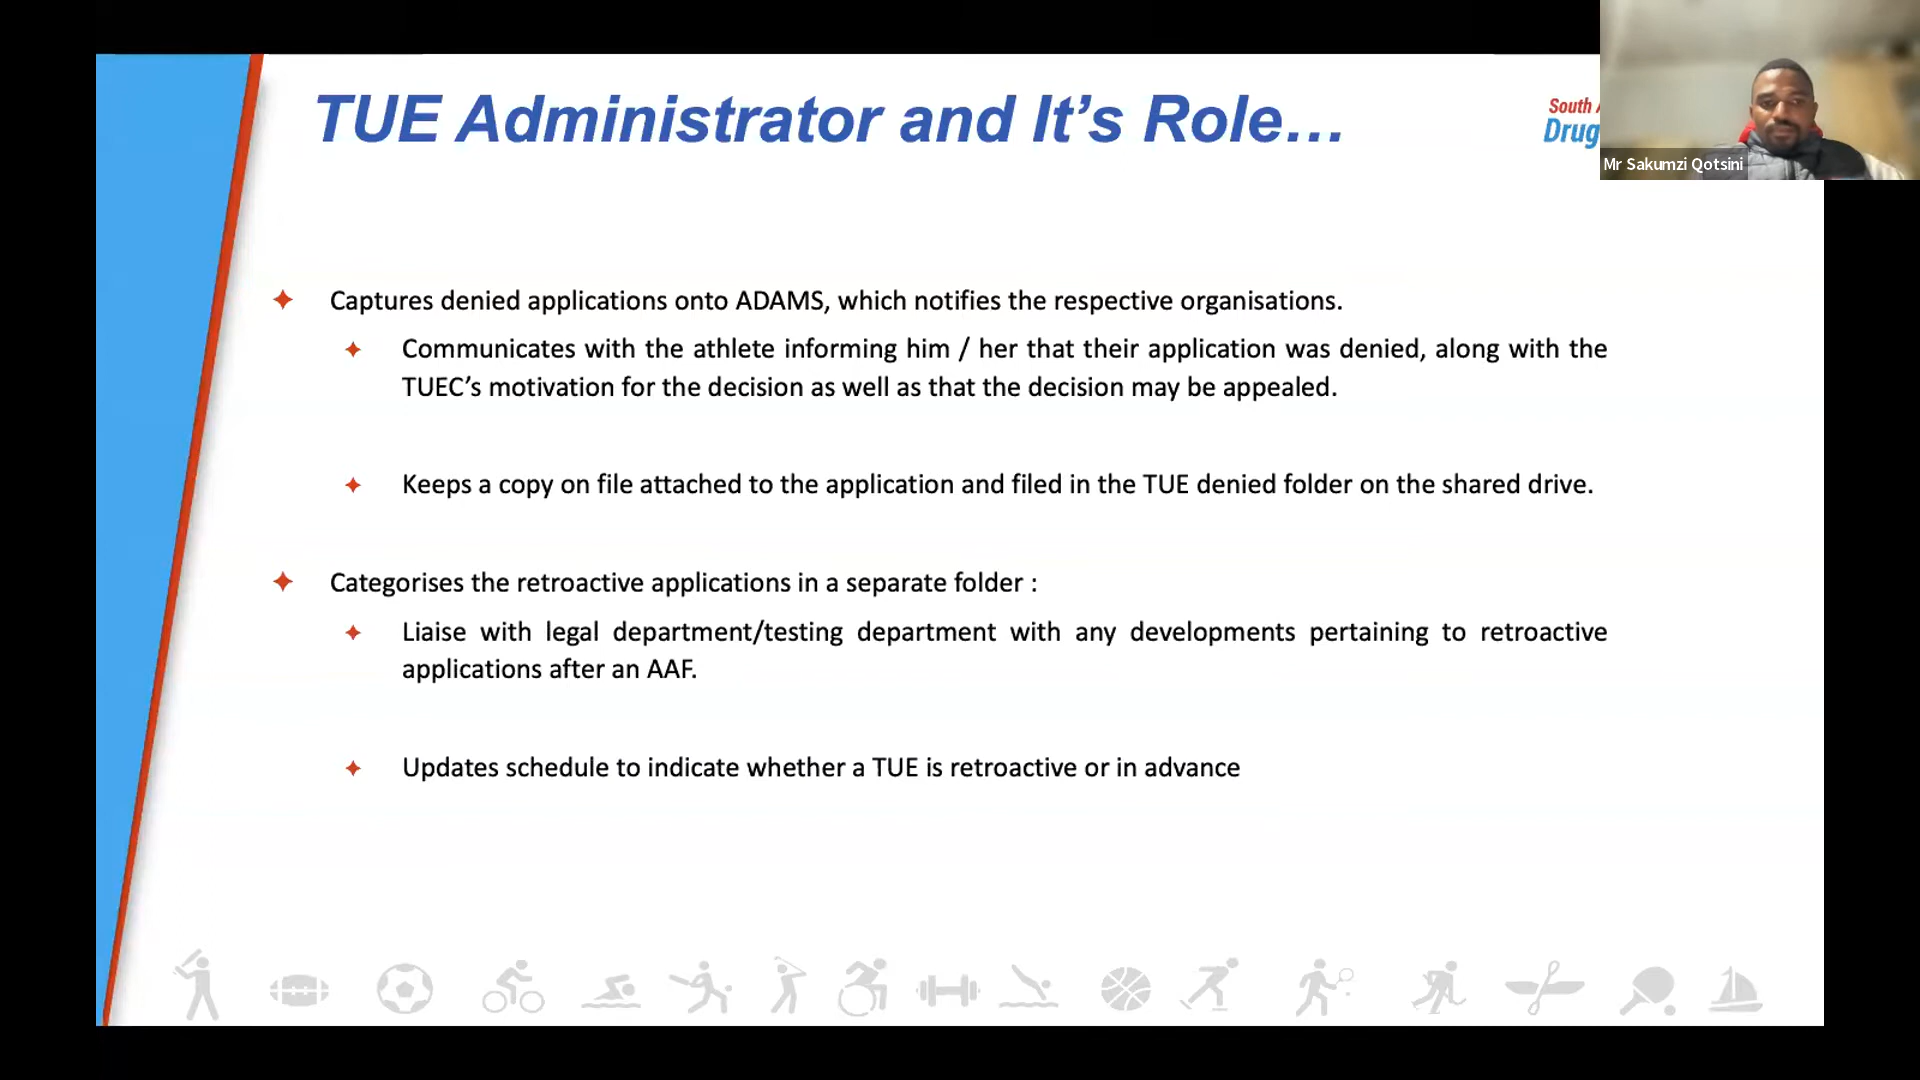 TUE Administrator and It’s Role…
South
Drug
Mr Sakumzi Qotsini
Captures denied applications onto ADAMS, which notifies the respective organisations.
Communicates with the athlete informing him / her that their application was denied, along with the
TUEC’s motivation for the decision as well as that the decision may be appealed.
Keeps a copy on file attached to the application and filed in the TUE denied folder on the shared drive.
Categorises the retroactive applications in a separate folder :
Liaise with legal department/testing department with any developments pertaining to retroactive
applications after an AAF.
Updates schedule to indicate whether a TUE is retroactive or in advance